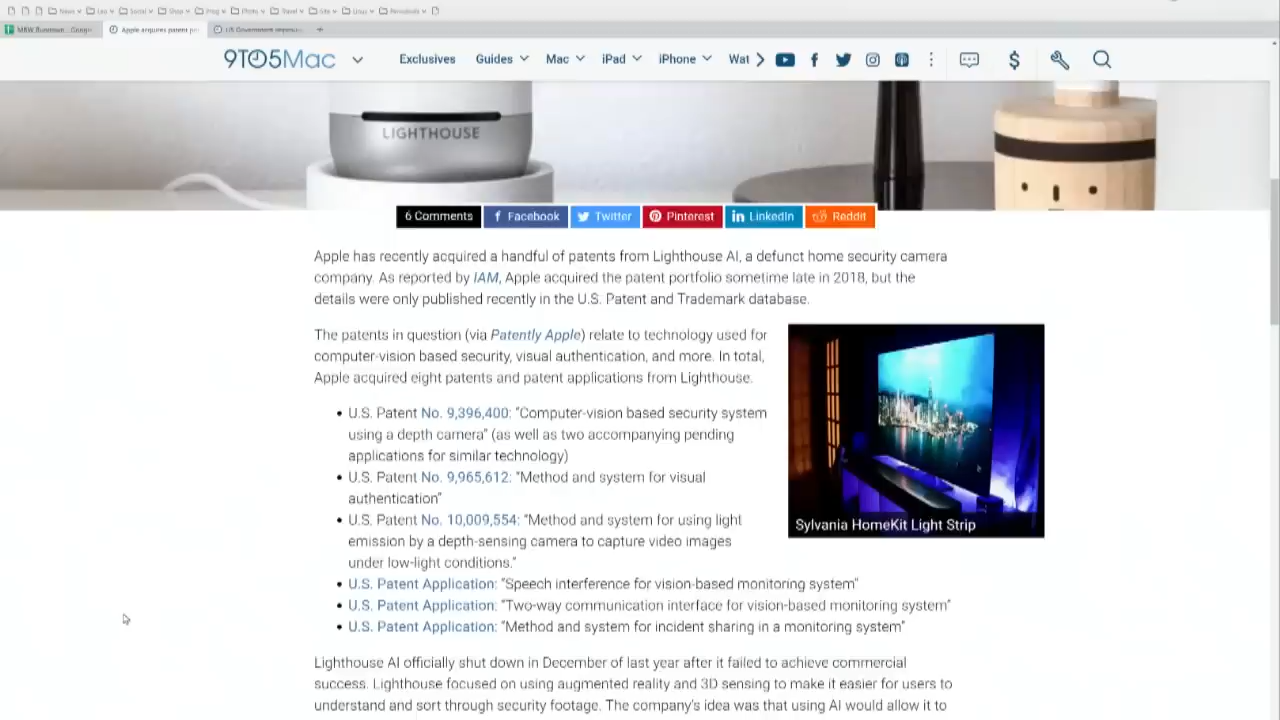 Social
Shop
Photo
Travel
Site
Linux
Apple acquires patent
9TO5Mac
Exclusives
Guides
Mac
iPad
iPhone
Wat
LIGHTHOUSE
6 Comments
Facebook
Twitter
Pinterest
LinkedIn
Reddit
Apple has recently acquired a handful of patents from Lighthouse AI, a defunct home security camera
company. As reported by IAM, Apple acquired the patent portfolio sometime late in 2018, but the
details were only published recently in the U.S. Patent and Trademark database.
The patents in question (via Patently Apple) relate to technology used for
computer-vision based security, visual authentication, and more. In total,
Apple acquired eight patents and patent applications from Lighthouse.
• U.S. Patent No. 9,396,400: “Computer-vision based security system
using a depth camera” (as well as two accompanying pending
applications for similar technology)
• U.S. Patent No. 9,965,612: “Method and system for visual
authentication”
• U.S. Patent No. 10,009,554: “Method and system for using light
emission by a depth-sensing camera to capture video images
under low-light conditions.”
• U.S. Patent Application: “Speech interference for vision-based monitoring system”
• U.S. Patent Application: “Two-way communication interface for vision-based monitoring system”
• U.S. Patent Application: “Method and system for incident sharing in a monitoring system”
Sylvania HomeKit Light Strip
Lighthouse AI officially shut down in December of last year after it failed to achieve commercial
success. Lighthouse focused on using augmented reality and 3D sensing to make it easier for users to
understand and sort through security footage. The company's idea was that using AI would allow it to